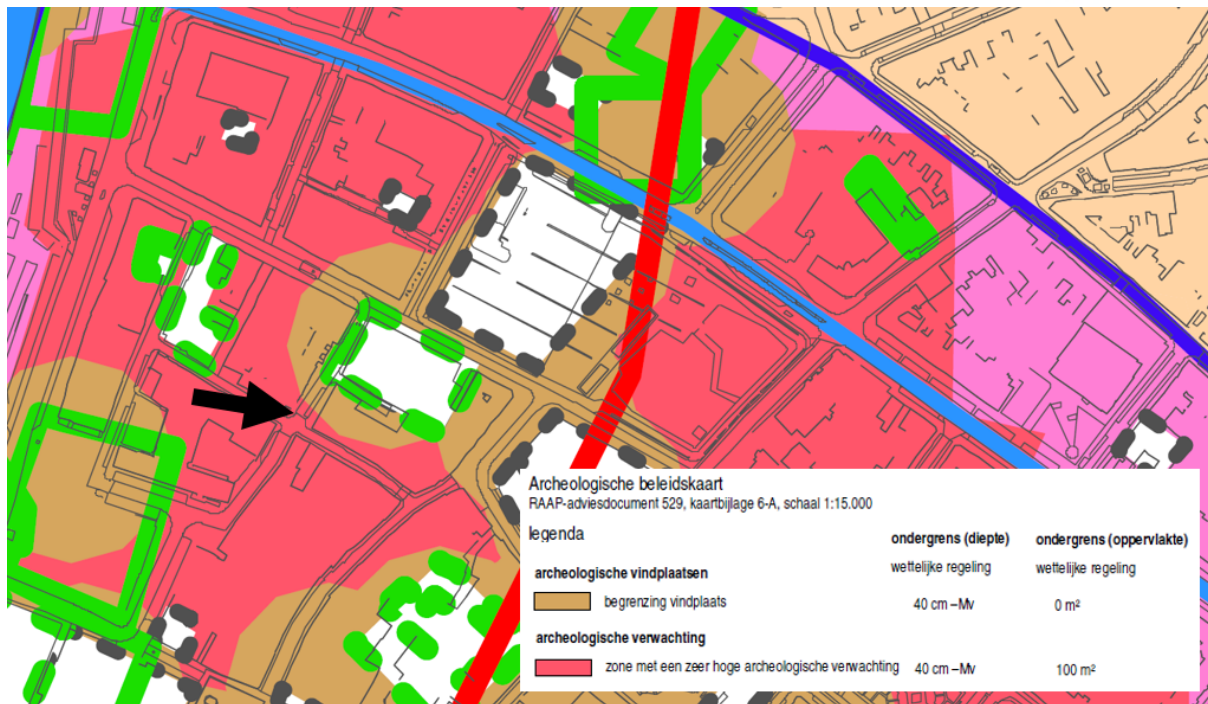 Archeologische beleidskaart
RAAP-adviesdocument 529, kaartbijlage 6-A, schaal 1:15.000
legenda
ondergrens (diepte) ondergrens (oppervlakte)
archeologische vindplaatsen wettelijke regeling wettelijke regeling
begrenzing vindplaats 40 cm –Mv 0 m²
archeologische verwachting
zone met een zeer hoge archeologische verwachting 40 cm –Mv 100 m²